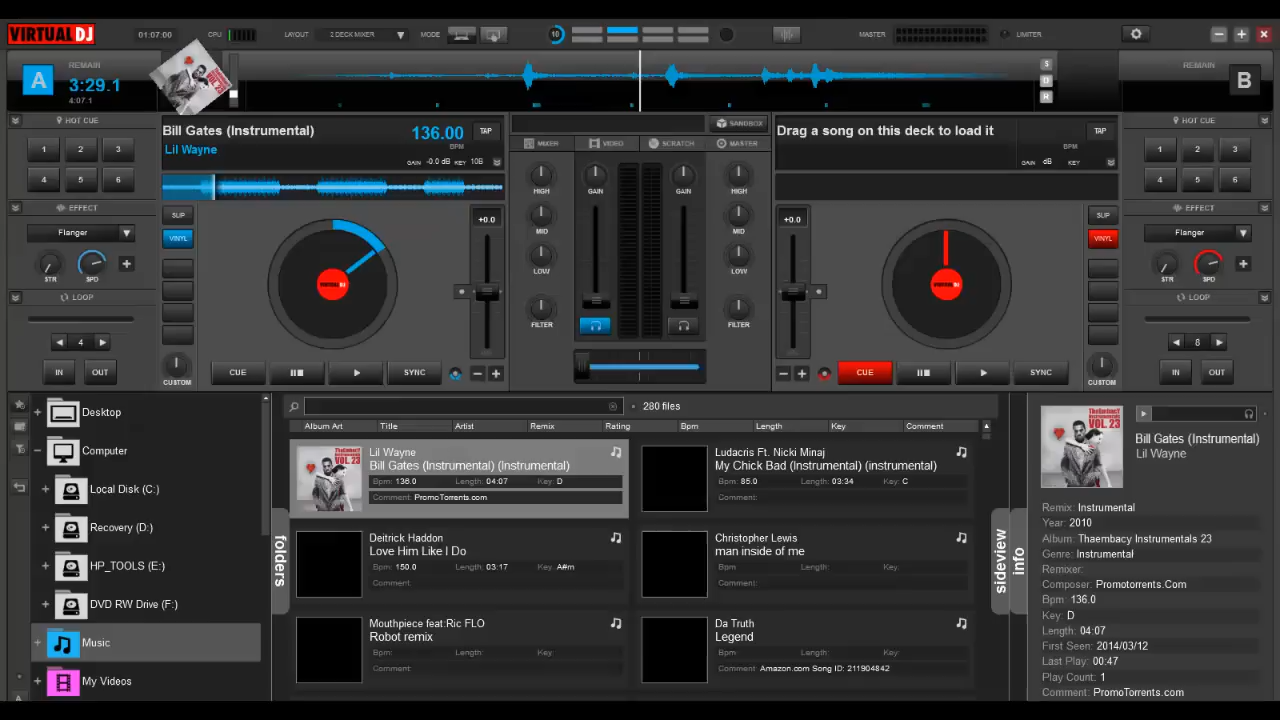 VIRTUAL DJ
01:07:00
CPU
LAYOUT
2 DECK MIXER
MODE
10
MASTER
LIMITER
A
REMAIN
3:29.1
4:07.1
S
D
R
REMAIN
B
HOT CUE
1 2 3
4 5 6
EFFECT
Flanger
STR
SPD
LOOP
4
IN
OUT
Bill Gates (Instrumental)
Lil Wayne
136.00
BPM
TAP
GAIN -0.0 dB KEY 10B
SLIP
VINYL
+0.0
CUSTOM
VIRTUAL DJ
CUE
SYNC
SANDBOX
MIXER
VIDEO
SCRATCH
MASTER
HIGH
GAIN
GAIN
HIGH
MID
MID
LOW
LOW
FILTER
FILTER
Drag a song on this deck to load it
TAP
BPM
GAIN dB KEY
+0.0
VIRTUAL DJ
SLIP
VINYL
CUSTOM
CUE
SYNC
HOT CUE
1 2 3
4 5 6
EFFECT
Flanger
STR
SPD
LOOP
8
IN
OUT
Desktop
Computer
Local Disk (C:)
Recovery (D:)
HP_TOOLS (E:)
DVD RW Drive (F:)
Music
My Videos
folders
280 files
Album Art Title Artist Remix Rating Bpm Length Key Comment
Lil Wayne
Bill Gates (Instrumental) (Instrumental)
Bpm: 136.0 Length: 04:07 Key: D
Comment: PromoTorrents.com
Ludacris Ft. Nicki Minaj
My Chick Bad (Instrumental) (instrumental)
Bpm: 85.0 Length: 03:34 Key: C
Comment:
Deitrick Haddon
Love Him Like I Do
Bpm: 150.0 Length: 03:17 Key: A#m
Comment:
Christopher Lewis
man inside of me
Bpm: Length: Key:
Comment:
Mouthpiece feat:Ric FLO
Robot remix
Bpm: Length: Key:
Comment:
Da Truth
Legend
Bpm: Length: Key:
Comment: Amazon.com Song ID: 211904842
sideview
info
VOL. 23
Bill Gates (Instrumental)
Lil Wayne
Remix: Instrumental
Year: 2010
Album: Thaembacy Instrumentals 23
Genre: Instrumental
Remixer:
Composer: Promotorrents.Com
Bpm: 136.0
Key: D
Length: 04:07
First Seen: 2014/03/12
Last Play: 00:47
Play Count: 1
Comment: PromoTorrents.com